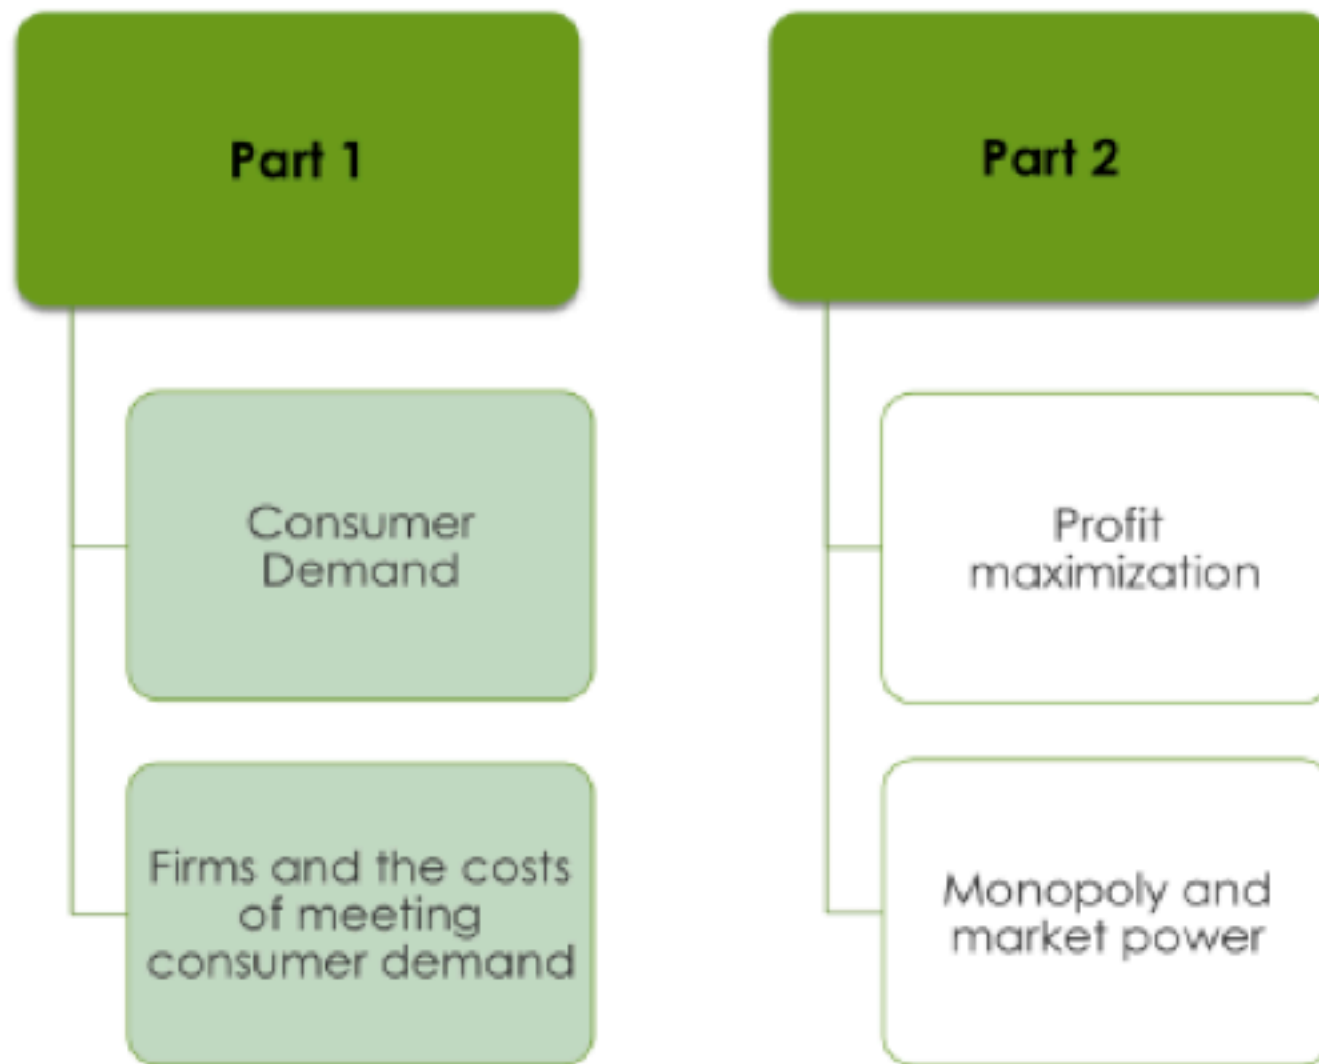 Part 1
Consumer
Demand
Firms and the costs
of meeting
consumer demand
Part 2
Profit
maximization
Monopoly and
market power